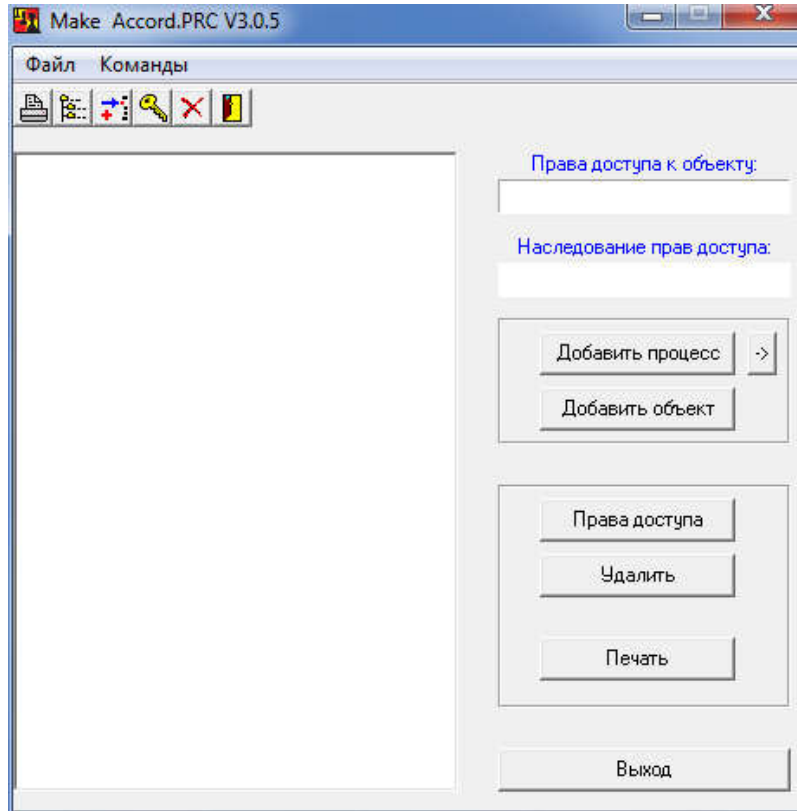 Make Accord.PRC V3.0.5
Файл Команды
Права доступа к объекту:
Наследование прав доступа:
Добавить процесс ->
Добавить объект
Права доступа
Удалить
Печать
Выход